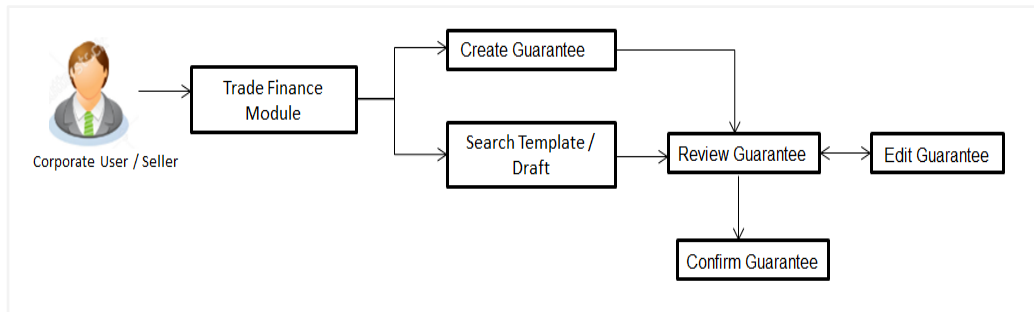 Corporate User / Seller
Trade Finance
Module
Create Guarantee
Search Template /
Draft
Review Guarantee
Edit Guarantee
Confirm Guarantee